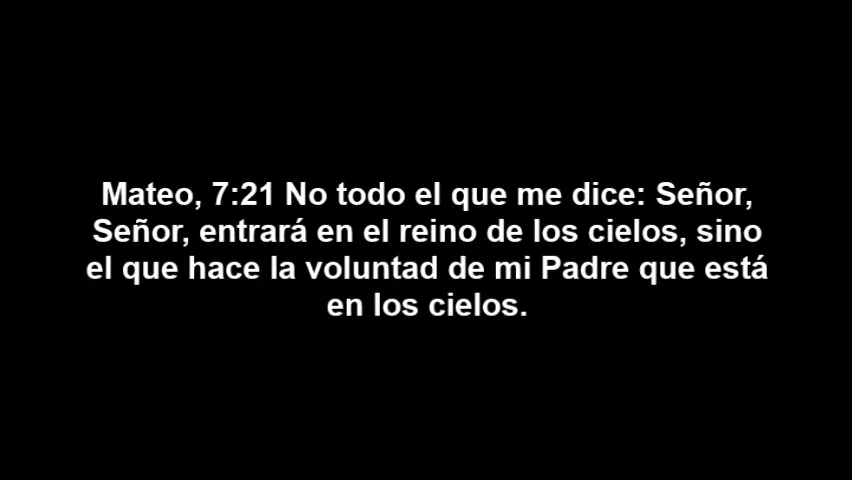 Mateo, 7:21 No todo el que me dice: Señor,
Señor, entrará en el reino de los cielos, sino
el que hace la voluntad de mi Padre que está
en los cielos.